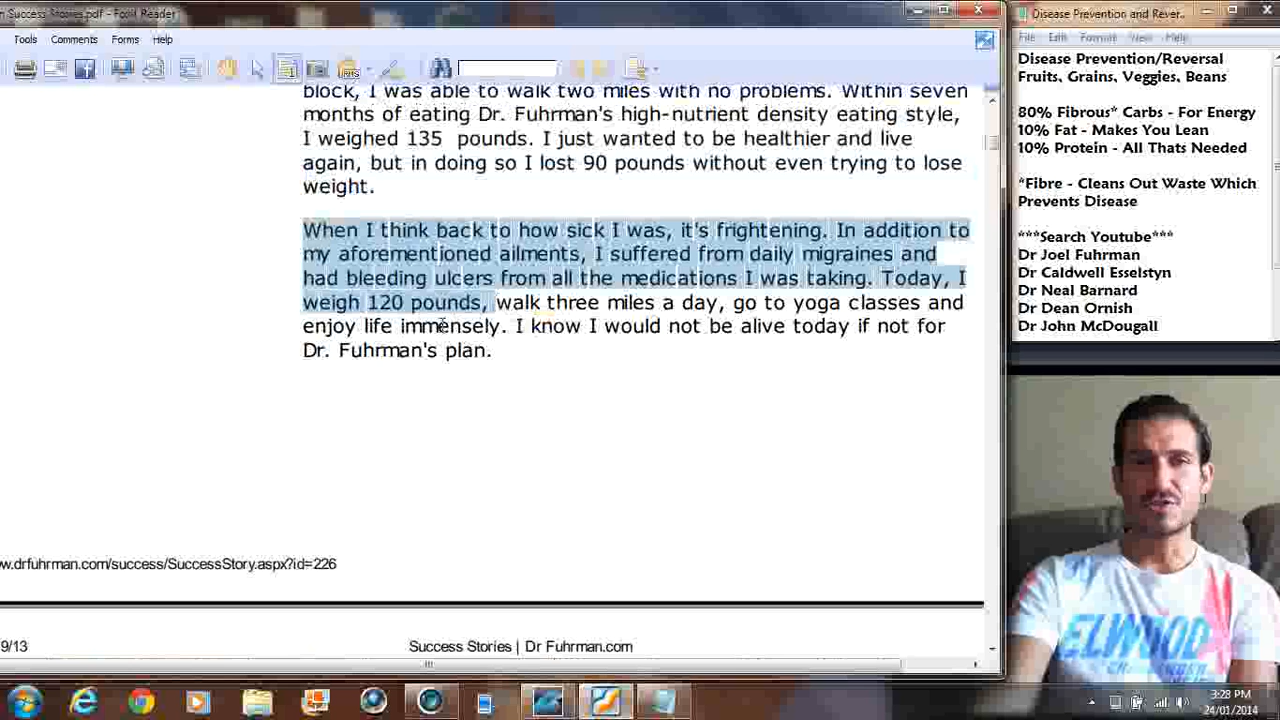 Success Stories.pdf - Foxit Reader
Tools Comments Forms Help
block, I was able to walk two miles with no problems. Within seven
months of eating Dr. Fuhrman's high-nutrient density eating style,
I weighed 135 pounds. I just wanted to be healthier and live
again, but in doing so I lost 90 pounds without even trying to lose
weight.
When I think back to how sick I was, it's frightening. In addition to
my aforementioned ailments, I suffered from daily migraines and
had bleeding ulcers from all the medications I was taking. Today, I
weigh 120 pounds, walk three miles a day, go to yoga classes and
enjoy life immensely. I know I would not be alive today if not for
Dr. Fuhrman's plan.
w.drfuhrman.com/success/SuccessStory.aspx?id=226
9/13
Success Stories | Dr Fuhrman.com
Disease Prevention and Rever...
File Edit Format View Help
Disease Prevention/Reversal
Fruits, Grains, Veggies, Beans
80% Fibrous* Carbs - For Energy
10% Fat - Makes You Lean
10% Protein - All Thats Needed
*Fibre - Cleans Out Waste Which
Prevents Disease
***Search Youtube***
Dr Joel Fuhrman
Dr Caldwell Esselstyn
Dr Neal Barnard
Dr Dean Ornish
Dr John McDougall
ELWOOD
3:28 PM
24/01/2014